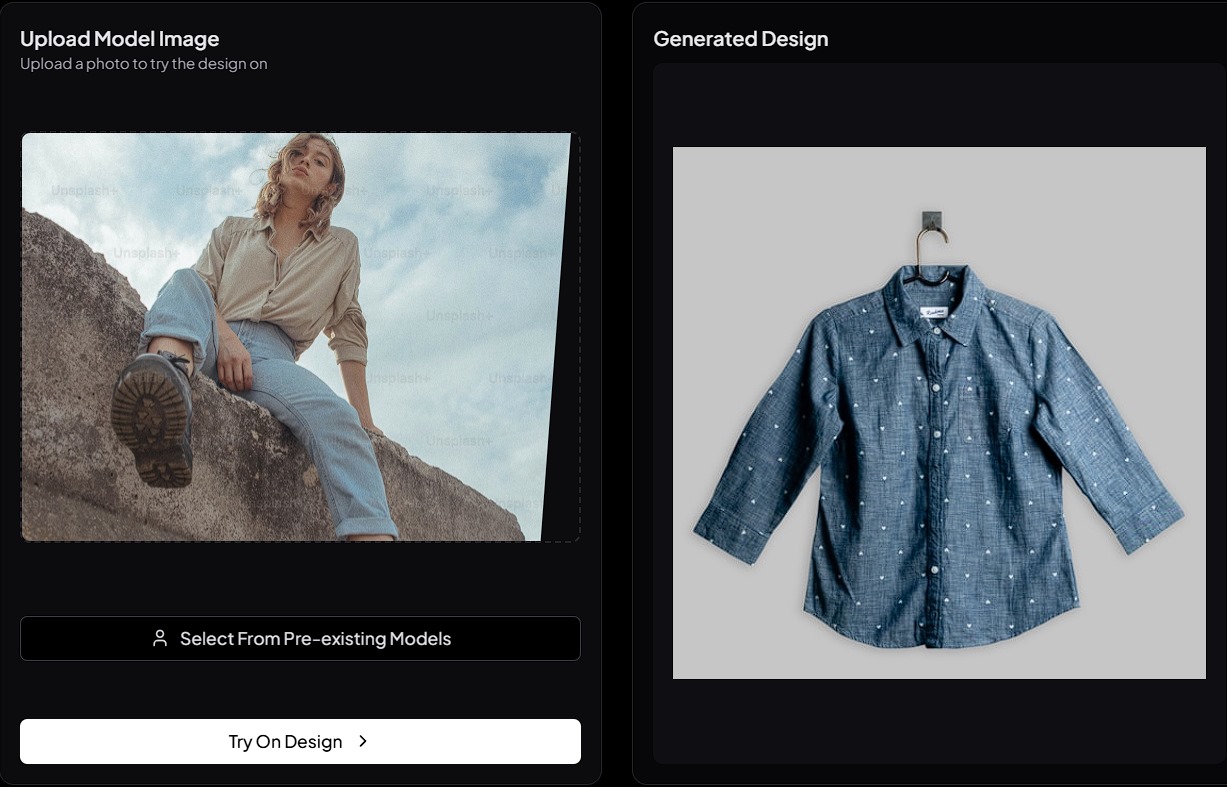 Upload Model Image
Upload a photo to try the design on
Generated Design
Unsplash+ Unsplash+ Unsplash+
Unsplash+ Unsplash+ Unsplash+
Unsplash+
Unsplash+ Unsplash+
Unsplash+
Select From Pre-existing Models
Try On Design